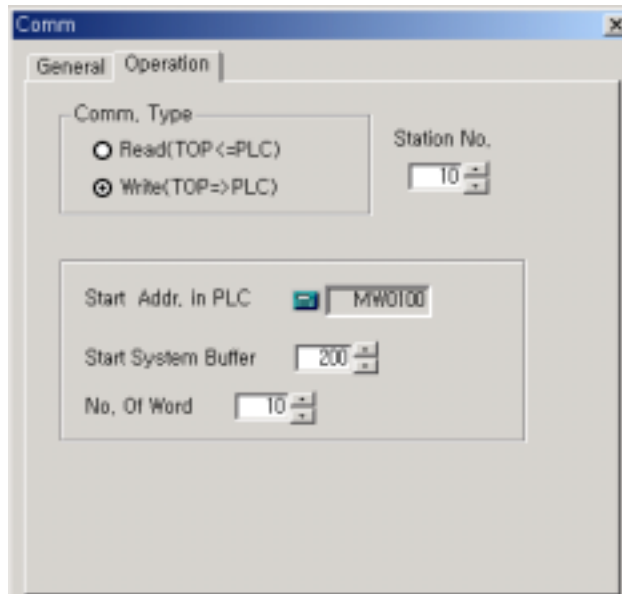 Comm
General Operation
Comm, Type
Read(TOP<=PLC)
Write(TOP=>PLC)
Station No,
10
Start Addr, in PLC MW0100
Start System Buffer 200
No, Of Word 10